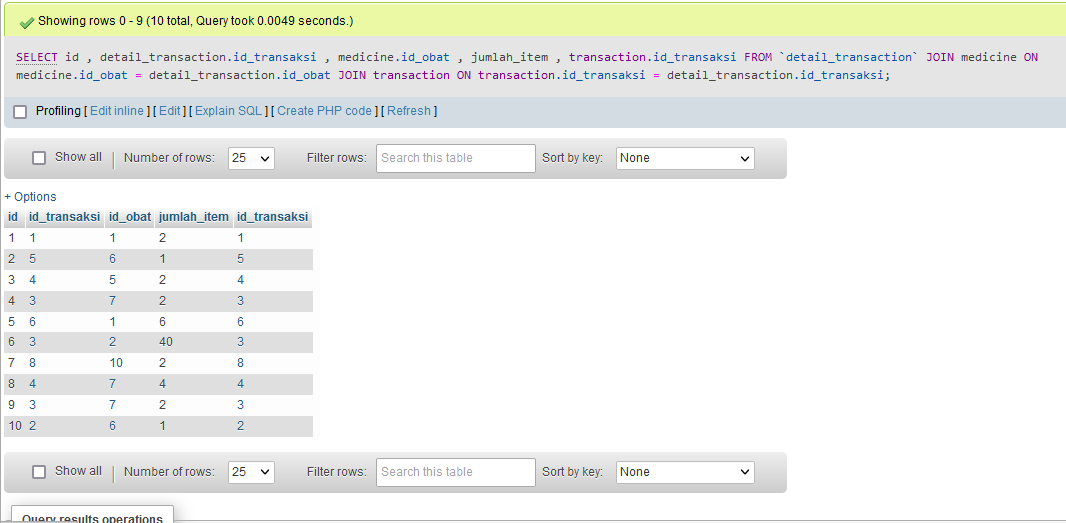 Showing rows 0 - 9 (10 total, Query took 0.0049 seconds.)
SELECT id , detail_transaction.id_transaksi , medicine.id_obat , jumlah_item , transaction.id_transaksi FROM `detail_transaction` JOIN medicine ON
medicine.id_obat = detail_transaction.id_obat JOIN transaction ON transaction.id_transaksi = detail_transaction.id_transaksi;
Profiling [ Edit inline ] [ Edit ] [ Explain SQL ] [ Create PHP code ] [ Refresh ]
Show all Number of rows: 25 Filter rows: Search this table Sort by key: None
+ Options
id id_transaksi id_obat jumlah_item id_transaksi
1 1 1 2 1
2 5 6 1 5
3 4 5 2 4
4 3 7 2 3
5 6 1 6 6
6 3 2 40 3
7 8 10 2 8
8 4 7 4 4
9 3 7 2 3
10 2 6 1 2
Show all Number of rows: 25 Filter rows: Search this table Sort by key: None
Query results operations